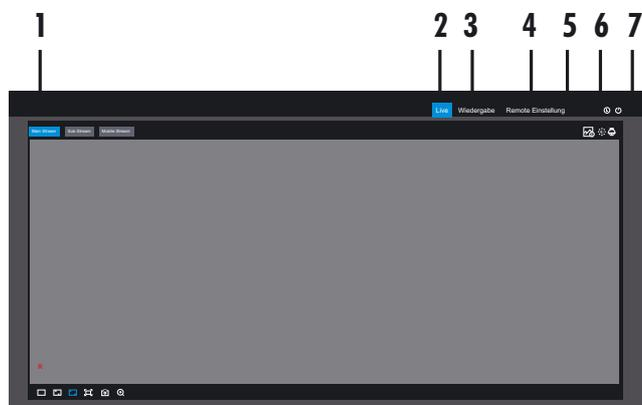 1 2 3 4 5 6 7
Live Wiedergabe Remote Einstellung
Main Stream Sub Stream Mobile Stream
R